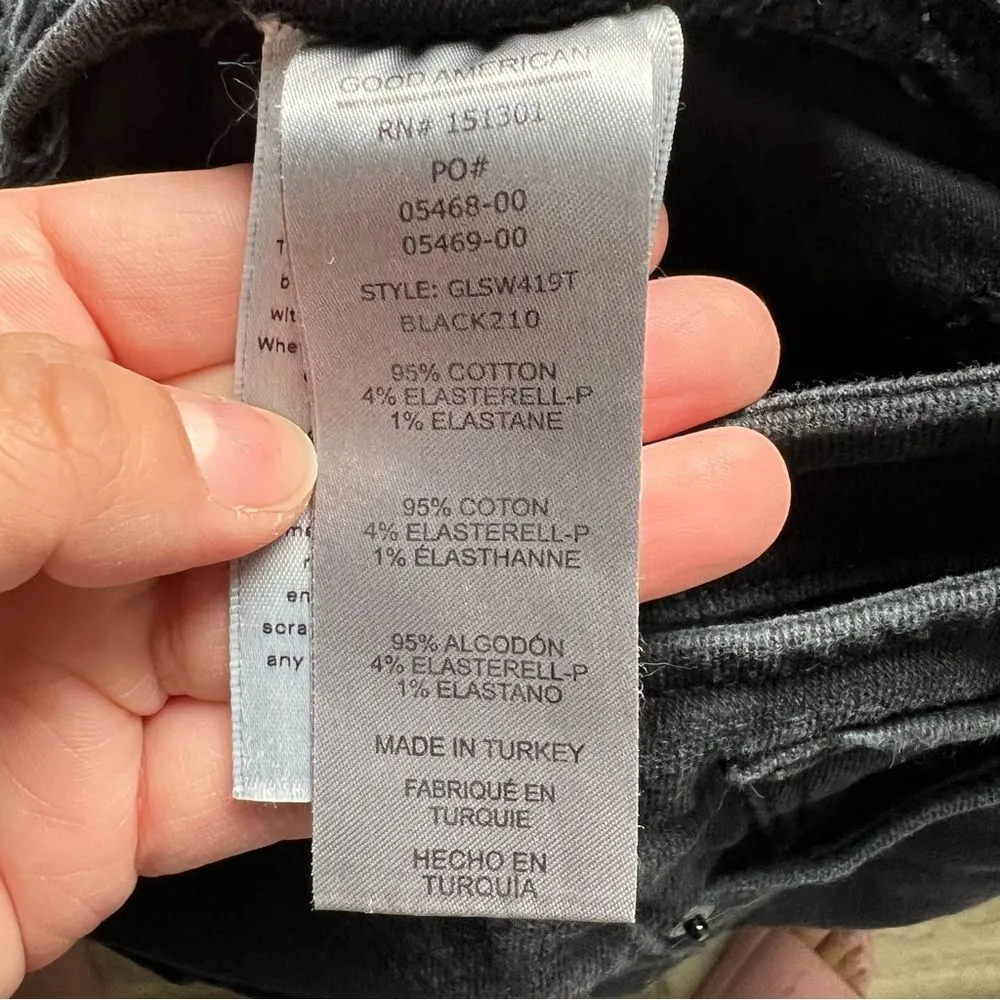 GOOD AMERICAN
RN# 151301
PO#
05468-00
05469-00
STYLE: GLSW419T
BLACK210
95% COTTON
4% ELASTERELL-P
1% ELASTANE
95% COTON
4% ELASTERELL-P
1% ÉLASTHANNE
95% ALGODÓN
4% ELASTERELL-P
1% ELASTANO
MADE IN TURKEY
FABRIQUÉ EN
TURQUIE
HECHO EN
TURQUÍA
any